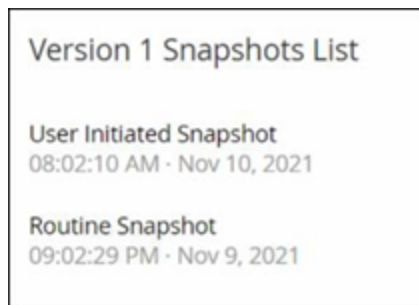 Version 1 Snapshots List
User Initiated Snapshot
08:02:10 AM · Nov 10, 2021
Routine Snapshot
09:02:29 PM · Nov 9, 2021